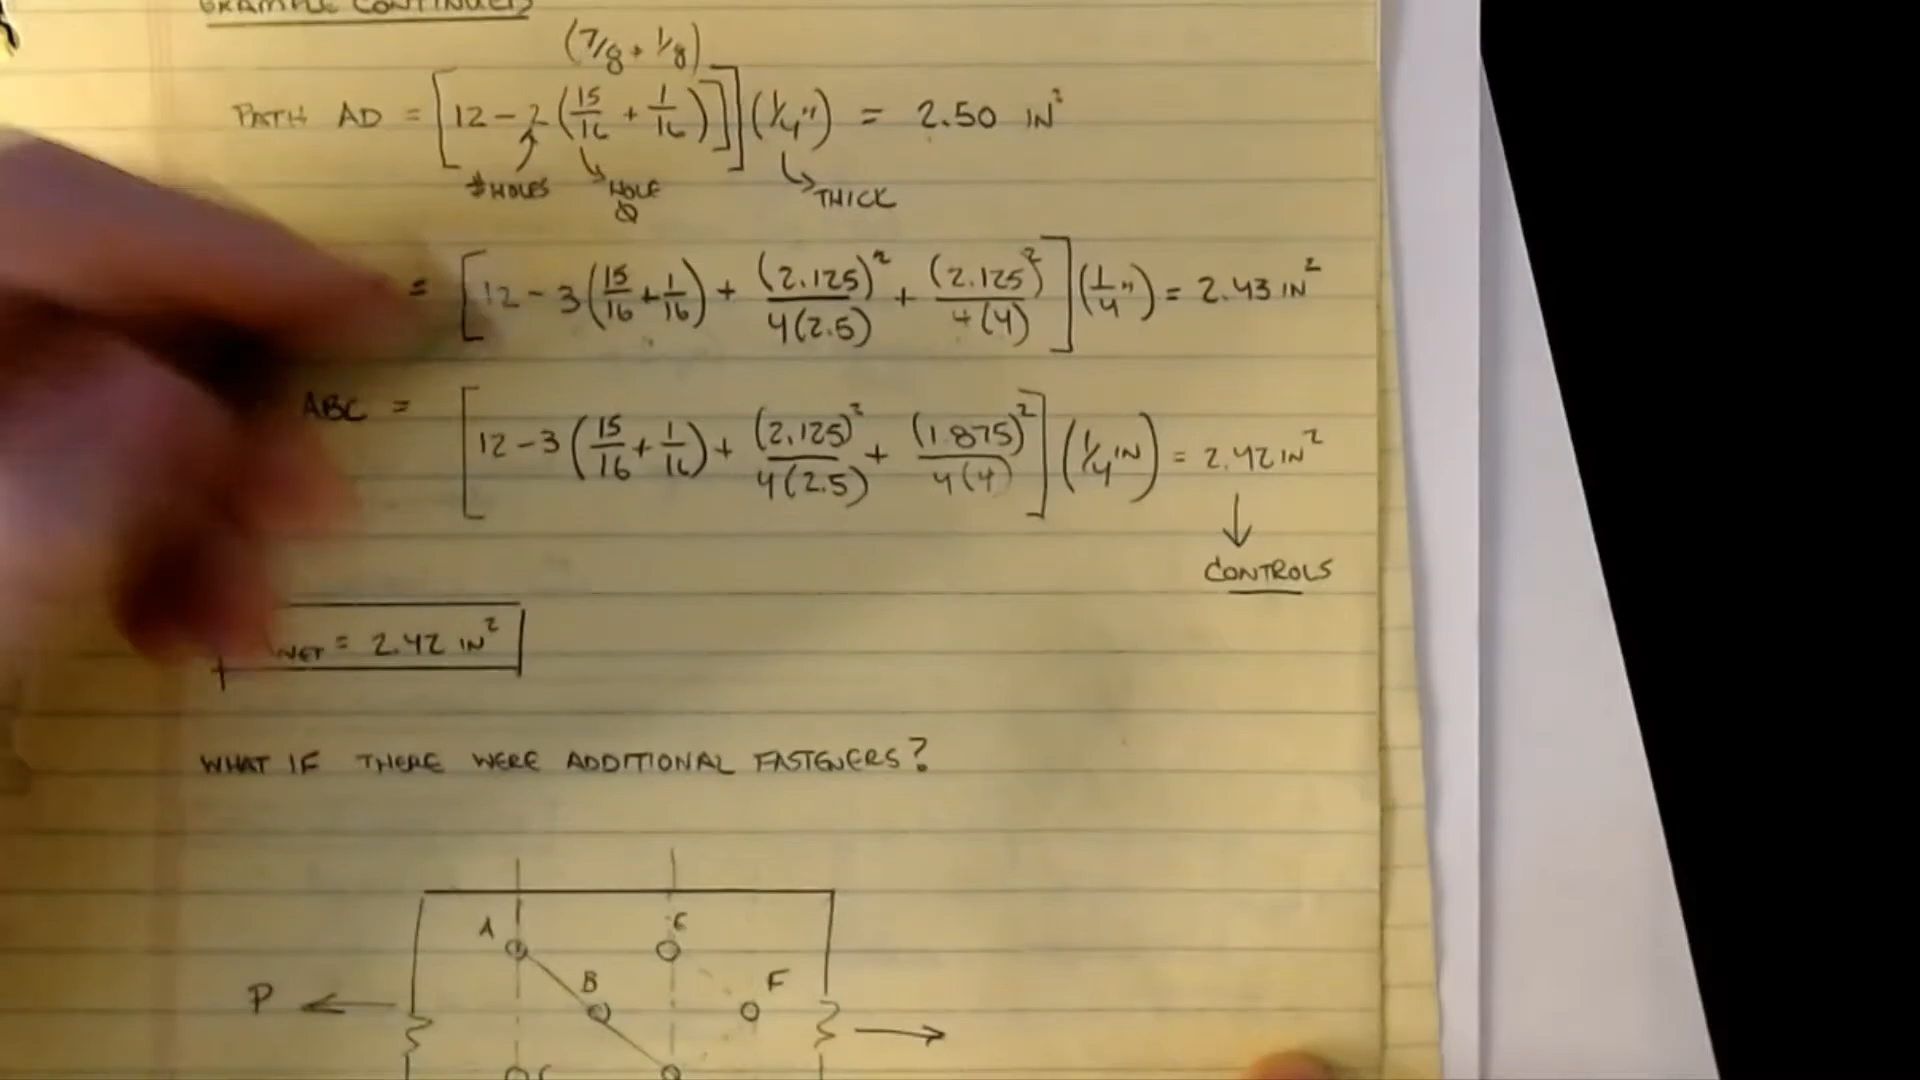 EXAMPLE CONTINUED
(7/8 + 1/8)
PATH AD = [12 - 2 (15/16 + 1/16)] (1/4") = 2.50 IN²
# HOLES HOLE Ø THICK
= [12 - 3 (15/16 + 1/16) + (2.125)²/4(2.5) + (2.125)²/4(4)] (1/4") = 2.43 IN²
ABC = [12 - 3 (15/16 + 1/16) + (2.125)²/4(2.5) + (1.875)²/4(4)] (1/4 IN) = 2.42 IN²
CONTROLS
NET = 2.42 IN²
WHAT IF THERE WERE ADDITIONAL FASTENERS?
A E
B F
P
C